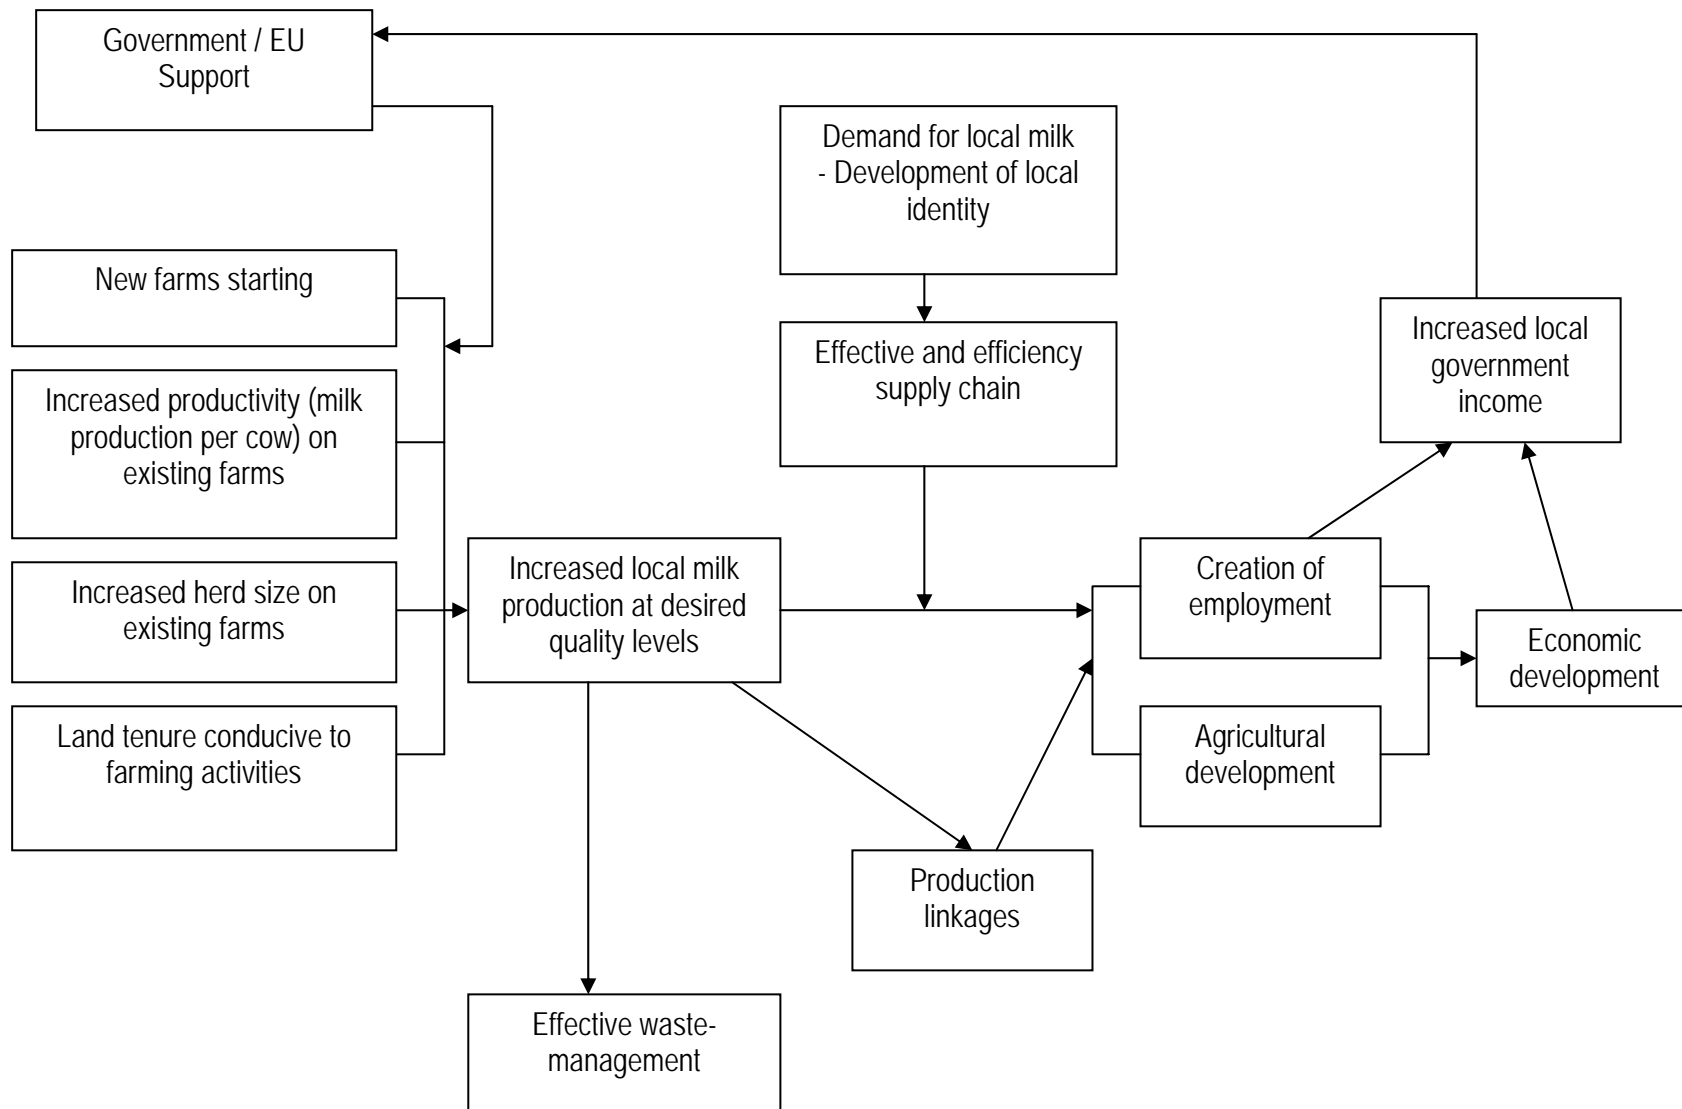 Government / EU
Support
Demand for local milk
- Development of local
identity
New farms starting
Effective and efficiency
supply chain
Increased local
government
income
Increased productivity (milk
production per cow) on
existing farms
Increased herd size on
existing farms
Increased local milk
production at desired
quality levels
Creation of
employment
Economic
development
Land tenure conducive to
farming activities
Agricultural
development
Production
linkages
Effective waste-
management